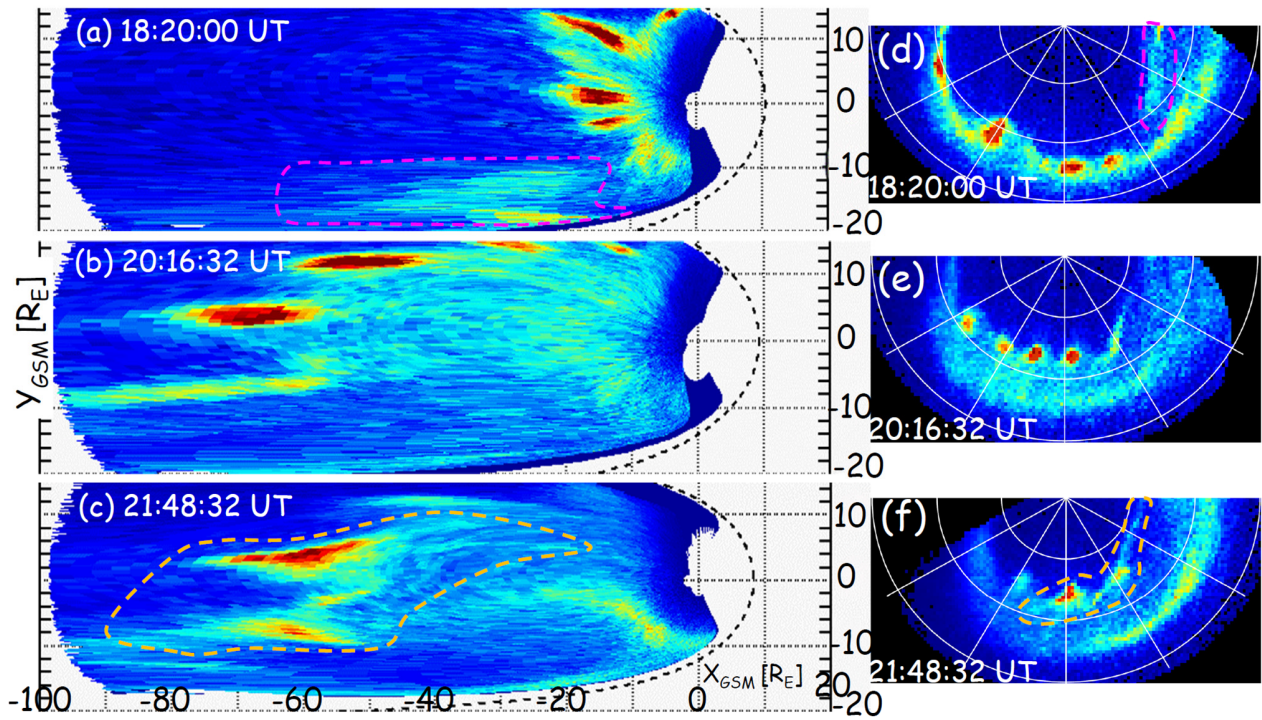 (a) 18:20:00 UT
10
0
-10
-20
(d)
18:20:00 UT
(b) 20:16:32 UT
10
0
-10
-20
(e)
20:16:32 UT
Y_GSM [R_E]
(c) 21:48:32 UT
10
0
-10
-20
(f)
21:48:32 UT
X_GSM [R_E]
-100 -80 -60 -40 -20 0 20